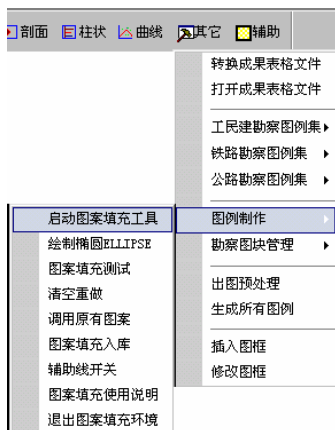 剖面 柱状 曲线 其它 辅助
转换成果表格文件
打开成果表格文件
工民建勘察图例集
铁路勘察图例集
公路勘察图例集
图例制作
勘察图块管理
出图预处理
生成所有图例
插入图框
修改图框
启动图案填充工具
绘制椭圆ELLIPSE
图案填充测试
清空重做
调用原有图案
图案填充入库
辅助线开关
图案填充使用说明
退出图案填充环境